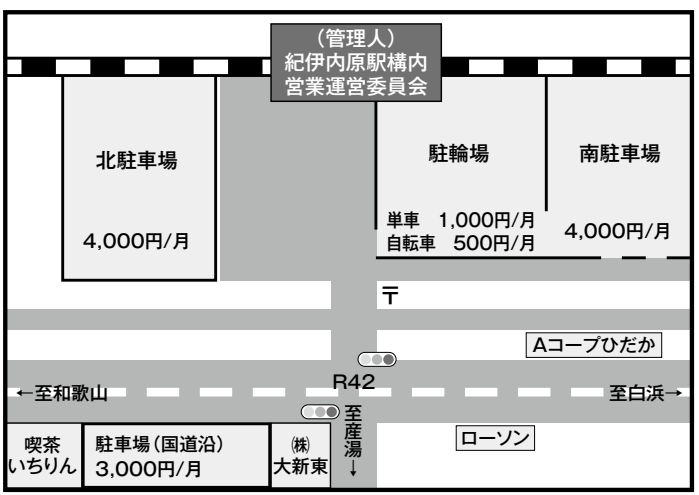 （管理人）
紀伊内原駅構内
営業運営委員会
北駐車場
4,000円/月
駐輪場
単車　1,000円/月
自転車　500円/月
南駐車場
4,000円/月
〒
Aコープひだか
R42
←至和歌山
至白浜→
至産湯→
喫茶
いちりん
駐車場（国道沿）
3,000円/月
㈱
大新東
ローソン